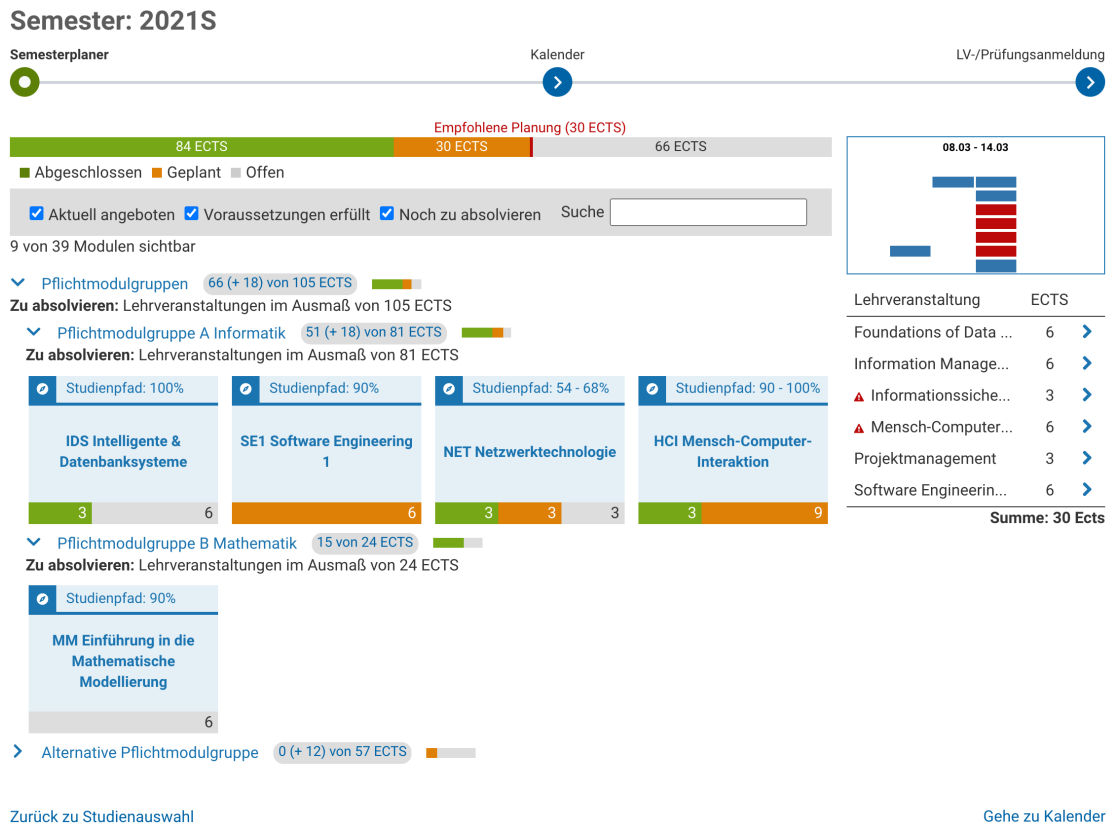 Semester: 2021S
Semesterplaner Kalender LV-/Prüfungsanmeldung
Empfohlene Planung (30 ECTS)
84 ECTS 30 ECTS 66 ECTS
Abgeschlossen Geplant Offen
Aktuell angeboten Voraussetzungen erfüllt Noch zu absolvieren Suche
9 von 39 Modulen sichtbar
Pflichtmodulgruppen 66 (+ 18) von 105 ECTS
Zu absolvieren: Lehrveranstaltungen im Ausmaß von 105 ECTS
Pflichtmodulgruppe A Informatik 51 (+ 18) von 81 ECTS
Zu absolvieren: Lehrveranstaltungen im Ausmaß von 81 ECTS
Studienpfad: 100%
IDS Intelligente &
Datenbanksysteme
3 6
Studienpfad: 90%
SE1 Software Engineering
1
6
Studienpfad: 54 - 68%
NET Netzwerktechnologie
3 3 3
Studienpfad: 90 - 100%
HCI Mensch-Computer-
Interaktion
3 9
Pflichtmodulgruppe B Mathematik 15 von 24 ECTS
Zu absolvieren: Lehrveranstaltungen im Ausmaß von 24 ECTS
Studienpfad: 90%
MM Einführung in die
Mathematische
Modellierung
6
Alternative Pflichtmodulgruppe 0 (+ 12) von 57 ECTS
08.03 - 14.03
Lehrveranstaltung ECTS
Foundations of Data ... 6
Information Manage... 6
Informationssiche... 3
Mensch-Computer... 6
Projektmanagement 3
Software Engineerin... 6
Summe: 30 Ects
Zurück zu Studienauswahl Gehe zu Kalender